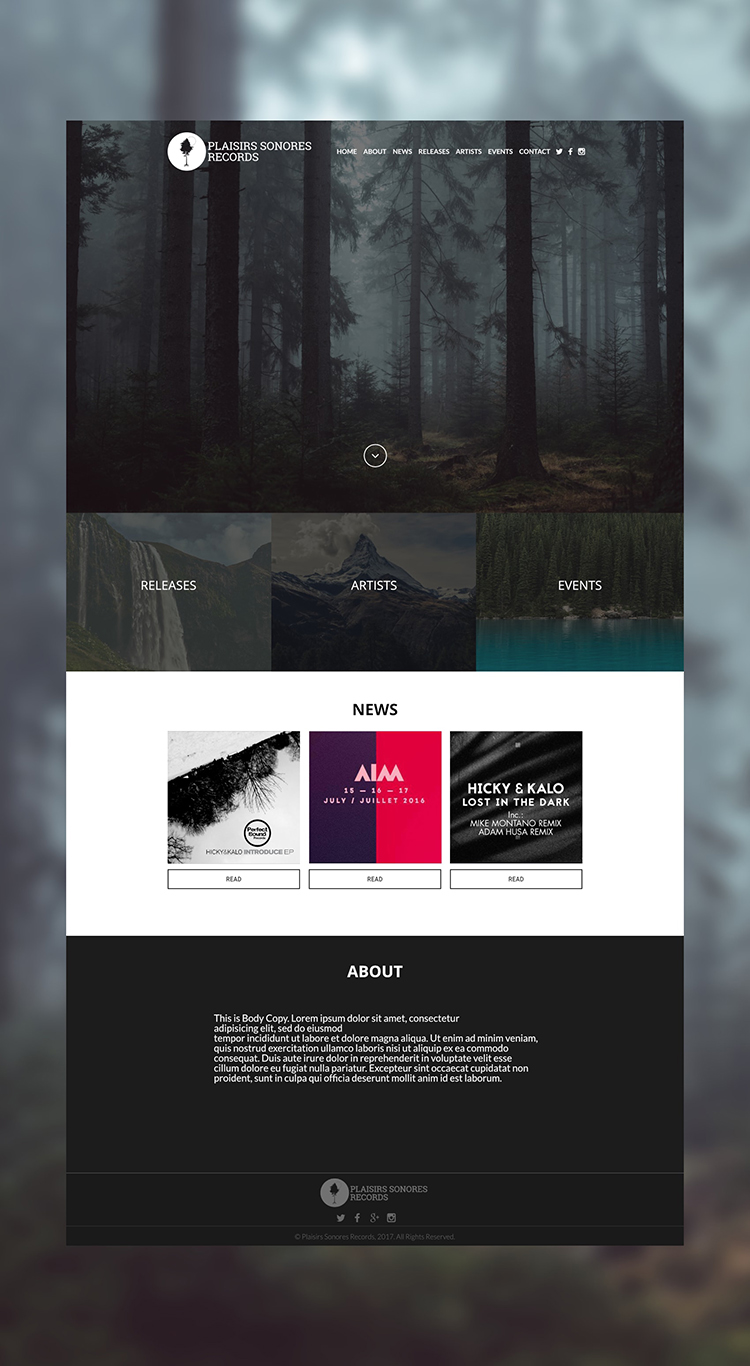 PLAISIRS SONORES
RECORDS
HOME ABOUT NEWS RELEASES ARTISTS EVENTS CONTACT
RELEASES
ARTISTS
EVENTS
NEWS
Perfect
Bound
Records
HICKY&KALO INTRODUCE EP
AIM
15 — 16 — 17
JULY / JUILLET 2016
HICKY & KALO
LOST IN THE DARK
Inc.:
MIKE MONTANO REMIX
ADAM HUSA REMIX
READ
READ
READ
ABOUT
This is Body Copy. Lorem ipsum dolor sit amet, consectetur
adipisicing elit, sed do eiusmod
tempor incididunt ut labore et dolore magna aliqua. Ut enim ad minim veniam,
quis nostrud exercitation ullamco laboris nisi ut aliquip ex ea commodo
consequat. Duis aute irure dolor in reprehenderit in voluptate velit esse
cillum dolore eu fugiat nulla pariatur. Excepteur sint occaecat cupidatat non
proident, sunt in culpa qui officia deserunt mollit anim id est laborum.
PLAISIRS SONORES
RECORDS
© Plaisirs Sonores Records, 2017. All Rights Reserved.